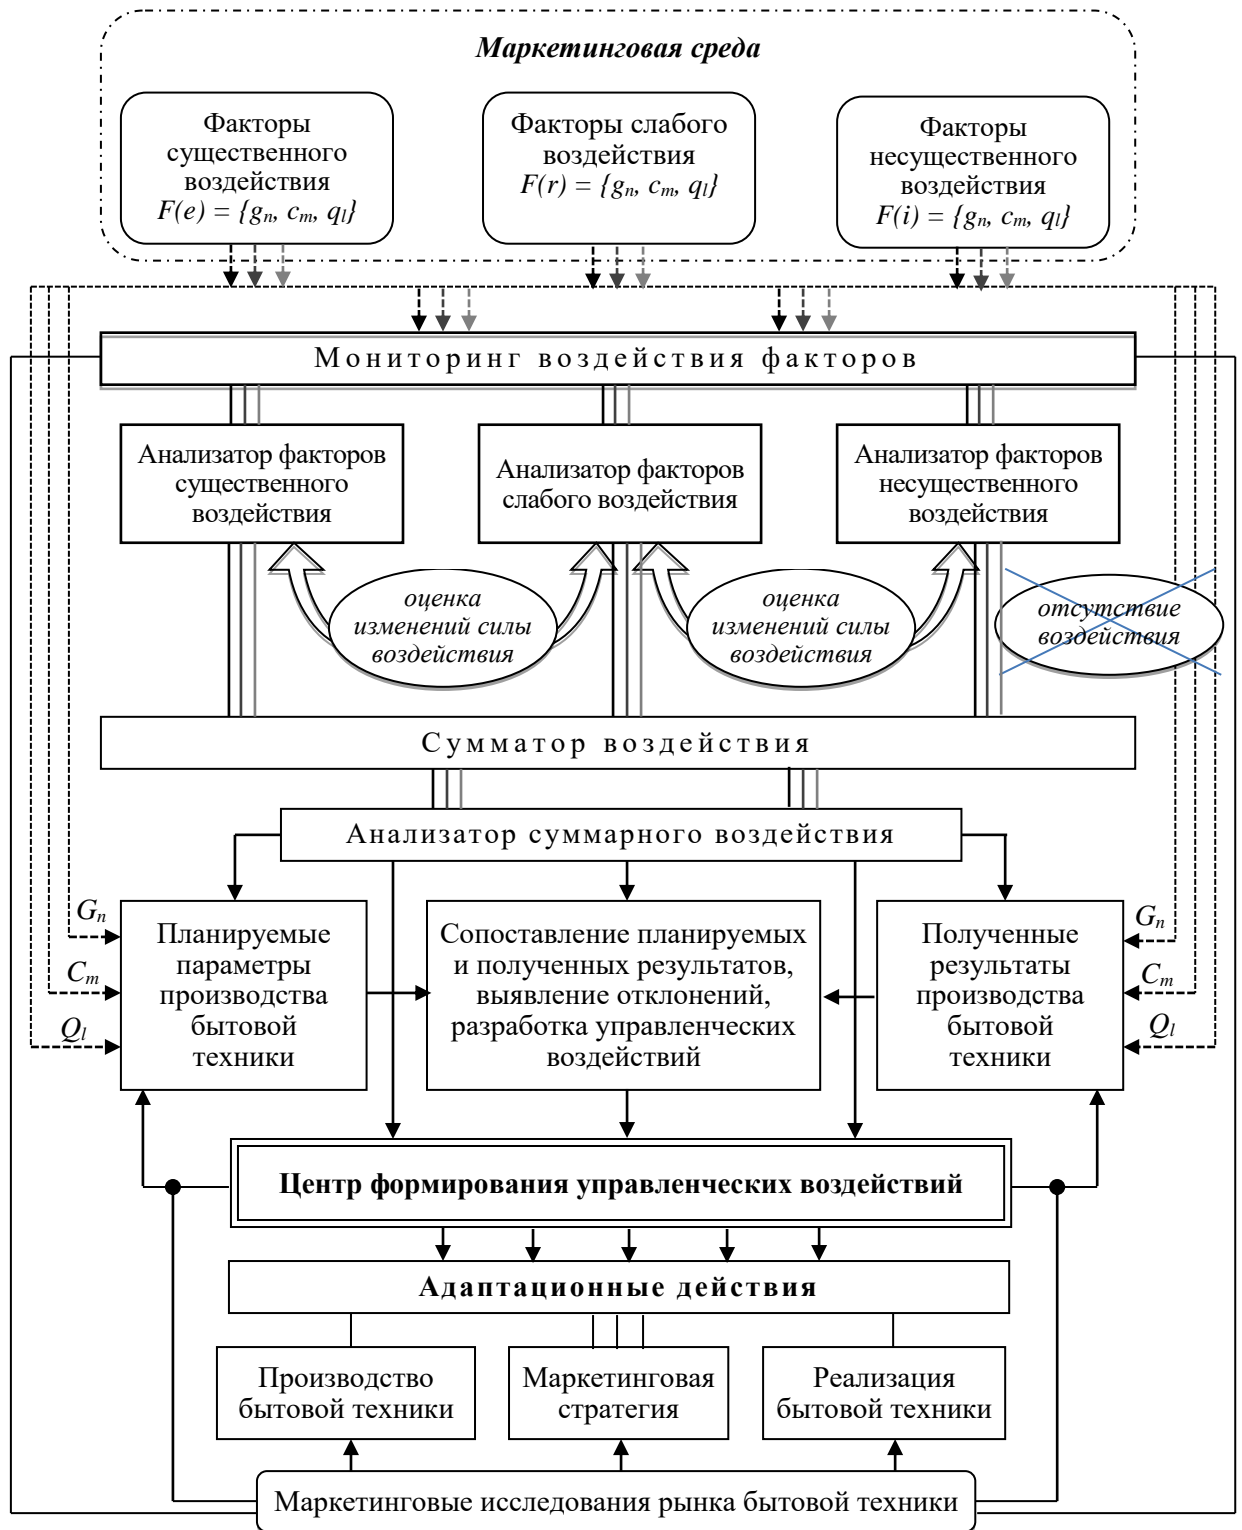 Маркетинговая среда
Факторы
существенного
воздействия
F(e) = {gₙ, cₘ, qₗ}
Факторы слабого
воздействия
F(r) = {gₙ, cₘ, qₗ}
Факторы
несущественного
воздействия
F(i) = {gₙ, cₘ, qₗ}
Мониторинг воздействия факторов
Анализатор факторов
существенного
воздействия
Анализатор факторов
слабого воздействия
Анализатор факторов
несущественного
воздействия
оценка
изменений силы
воздействия
оценка
изменений силы
воздействия
отсутствие
воздействия
Сумматор воздействия
Анализатор суммарного воздействия
Gₙ
Cₘ
Qₗ
Планируемые
параметры
производства
бытовой
техники
Сопоставление планируемых
и полученных результатов,
выявление отклонений,
разработка управленческих
воздействий
Полученные
результаты
производства
бытовой
техники
Gₙ
Cₘ
Qₗ
Центр формирования управленческих воздействий
Адаптационные действия
Производство
бытовой техники
Маркетинговая
стратегия
Реализация
бытовой техники
Маркетинговые исследования рынка бытовой техники